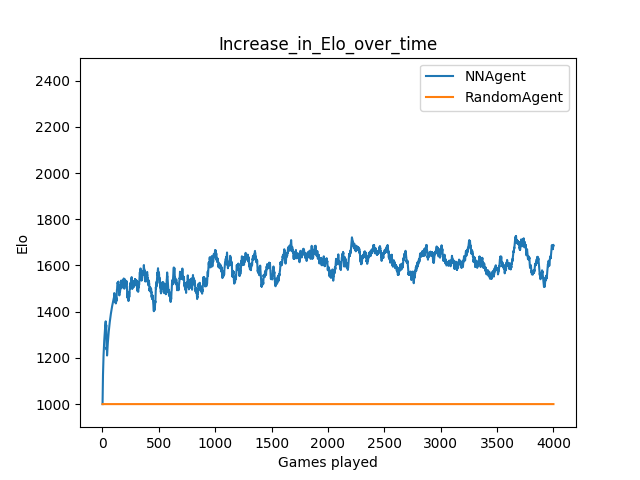 Increase_in_Elo_over_time
NNAgent
RandomAgent
2400
2200
2000
1800
1600
1400
1200
1000
Elo
0 500 1000 1500 2000 2500 3000 3500 4000
Games played